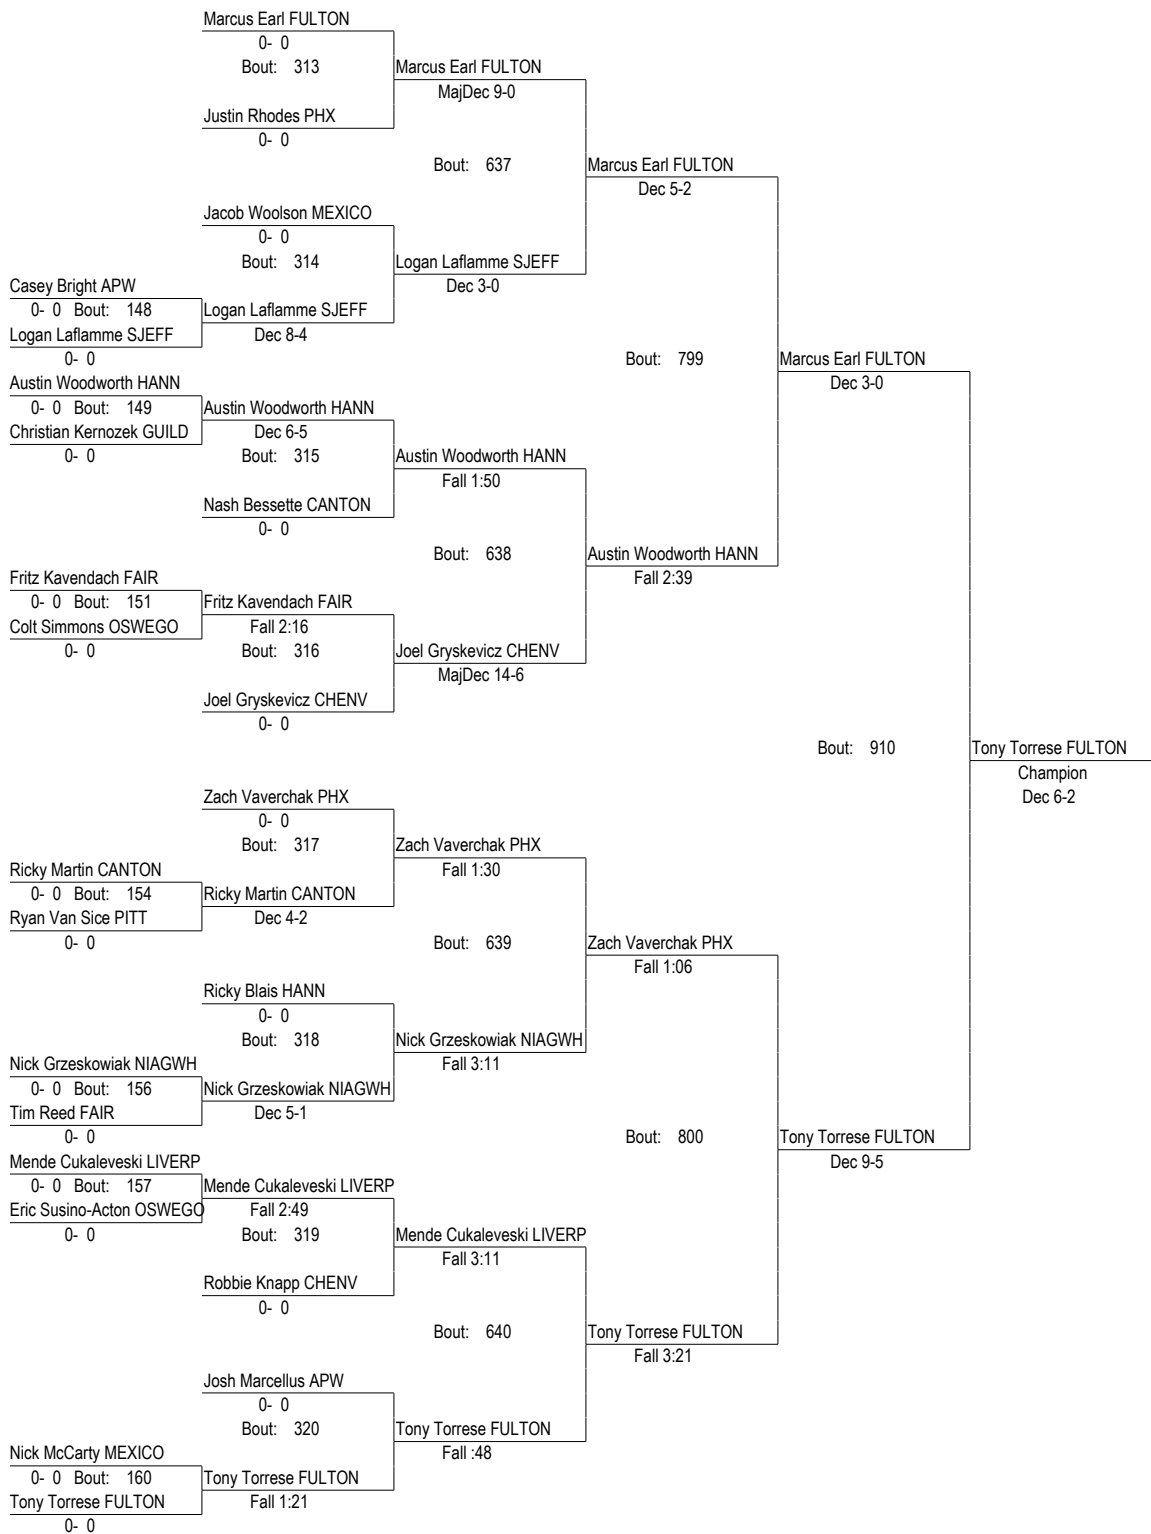 Marcus Earl FULTON
0- 0
Bout: 313
Marcus Earl FULTON
MajDec 9-0
Justin Rhodes PHX
0- 0
Bout: 637
Marcus Earl FULTON
Dec 5-2
Jacob Woolson MEXICO
0- 0
Bout: 314
Logan Laflamme SJEFF
Dec 3-0
Casey Bright APW
0- 0 Bout: 148
Logan Laflamme SJEFF
Dec 8-4
Logan Laflamme SJEFF
0- 0
Bout: 799
Marcus Earl FULTON
Dec 3-0
Austin Woodworth HANN
0- 0 Bout: 149
Austin Woodworth HANN
Dec 6-5
Christian Kernozek GUILD
0- 0
Bout: 315
Austin Woodworth HANN
Fall 1:50
Nash Bessette CANTON
0- 0
Bout: 638
Austin Woodworth HANN
Fall 2:39
Fritz Kavendach FAIR
0- 0 Bout: 151
Fritz Kavendach FAIR
Fall 2:16
Colt Simmons OSWEGO
0- 0
Bout: 316
Joel Gryskevicz CHENV
MajDec 14-6
Joel Gryskevicz CHENV
0- 0
Bout: 910
Tony Torrese FULTON
Champion
Dec 6-2
Zach Vaverchak PHX
0- 0
Bout: 317
Zach Vaverchak PHX
Fall 1:30
Ricky Martin CANTON
0- 0 Bout: 154
Ricky Martin CANTON
Dec 4-2
Ryan Van Sice PITT
0- 0
Bout: 639
Zach Vaverchak PHX
Fall 1:06
Ricky Blais HANN
0- 0
Bout: 318
Nick Grzeskowiak NIAGWH
Fall 3:11
Nick Grzeskowiak NIAGWH
0- 0 Bout: 156
Nick Grzeskowiak NIAGWH
Dec 5-1
Tim Reed FAIR
0- 0
Bout: 800
Tony Torrese FULTON
Dec 9-5
Mende Cukaleveski LIVERP
0- 0 Bout: 157
Mende Cukaleveski LIVERP
Fall 2:49
Eric Susino-Acton OSWEGO
0- 0
Bout: 319
Mende Cukaleveski LIVERP
Fall 3:11
Robbie Knapp CHENV
0- 0
Bout: 640
Tony Torrese FULTON
Fall 3:21
Josh Marcellus APW
0- 0
Bout: 320
Tony Torrese FULTON
Fall :48
Nick McCarty MEXICO
0- 0 Bout: 160
Tony Torrese FULTON
Fall 1:21
Tony Torrese FULTON
0- 0